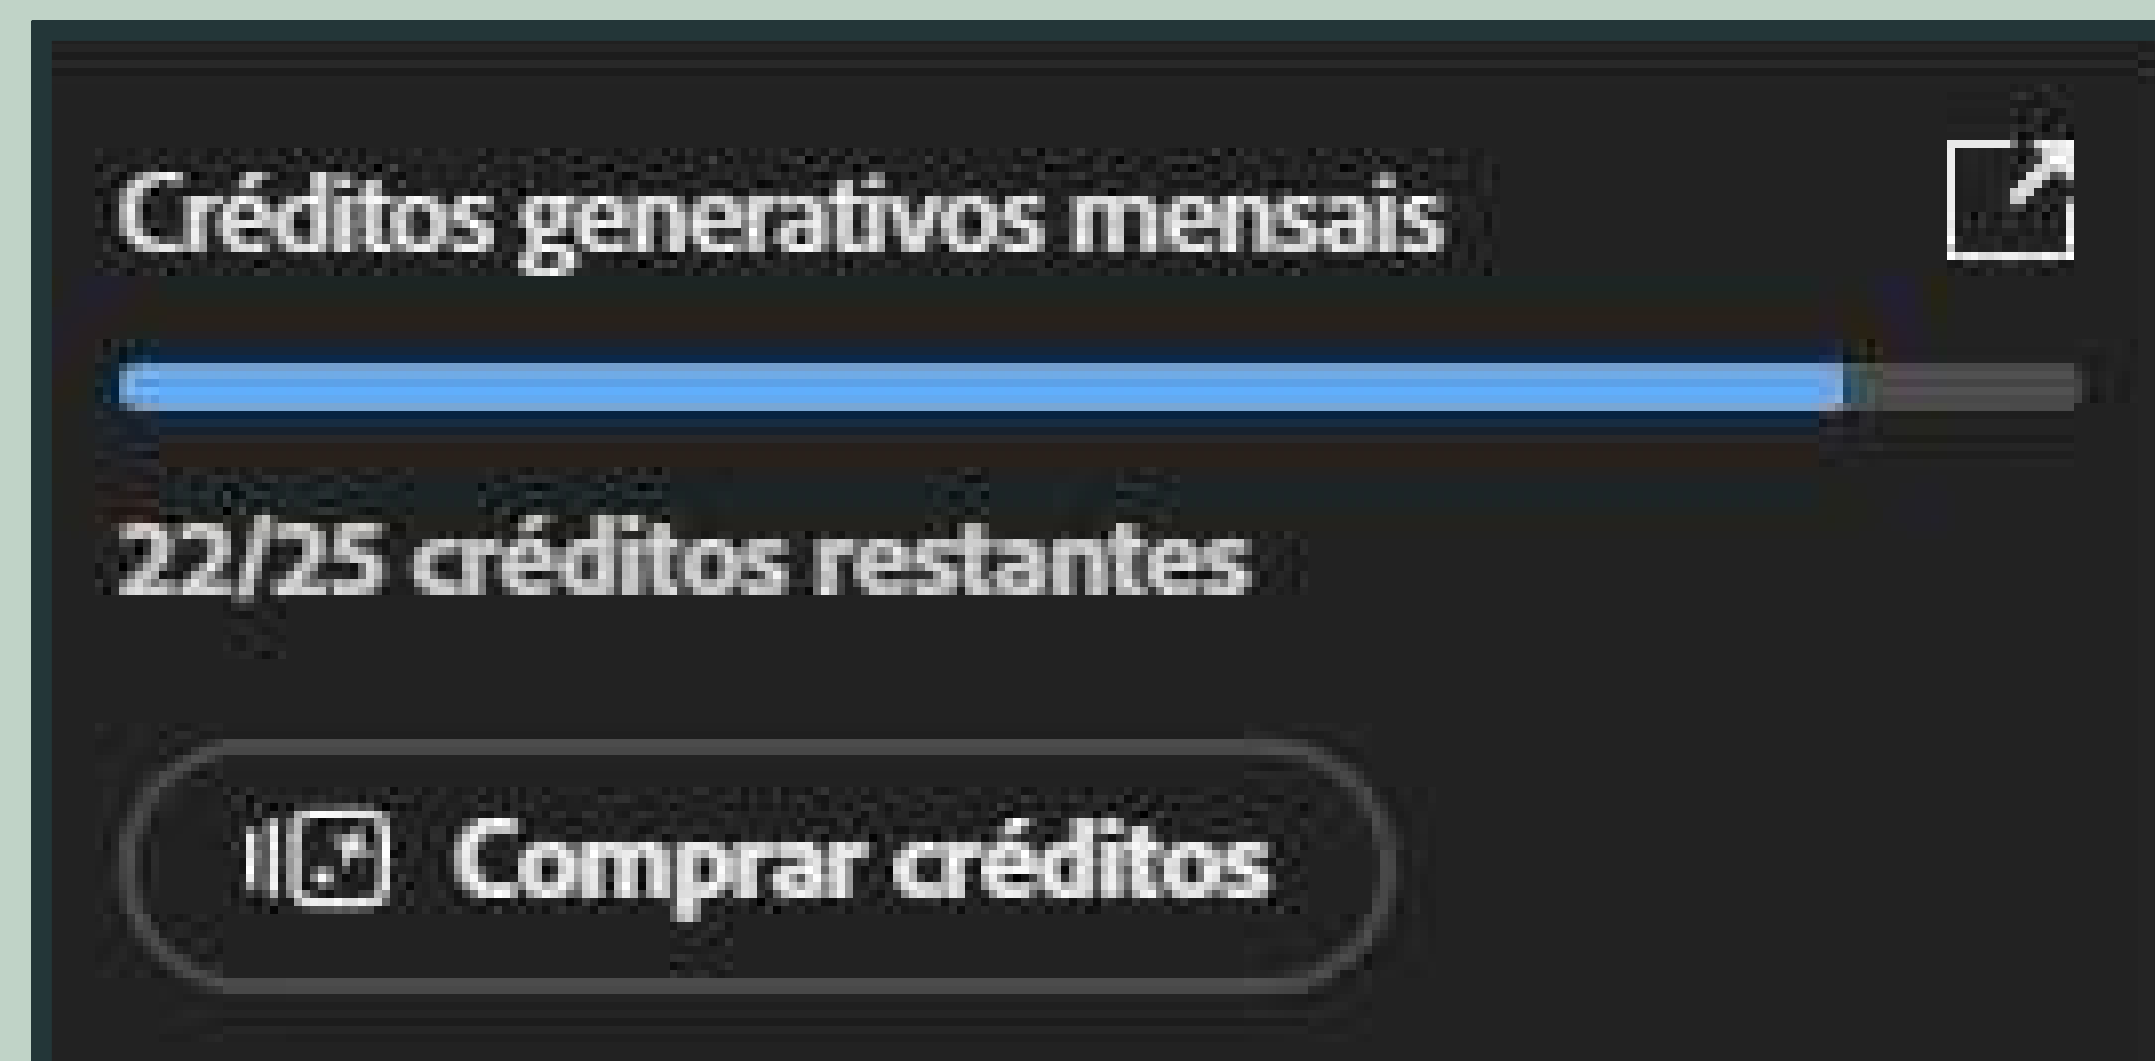 Créditos generativos mensais
22/25 créditos restantes
Comprar créditos